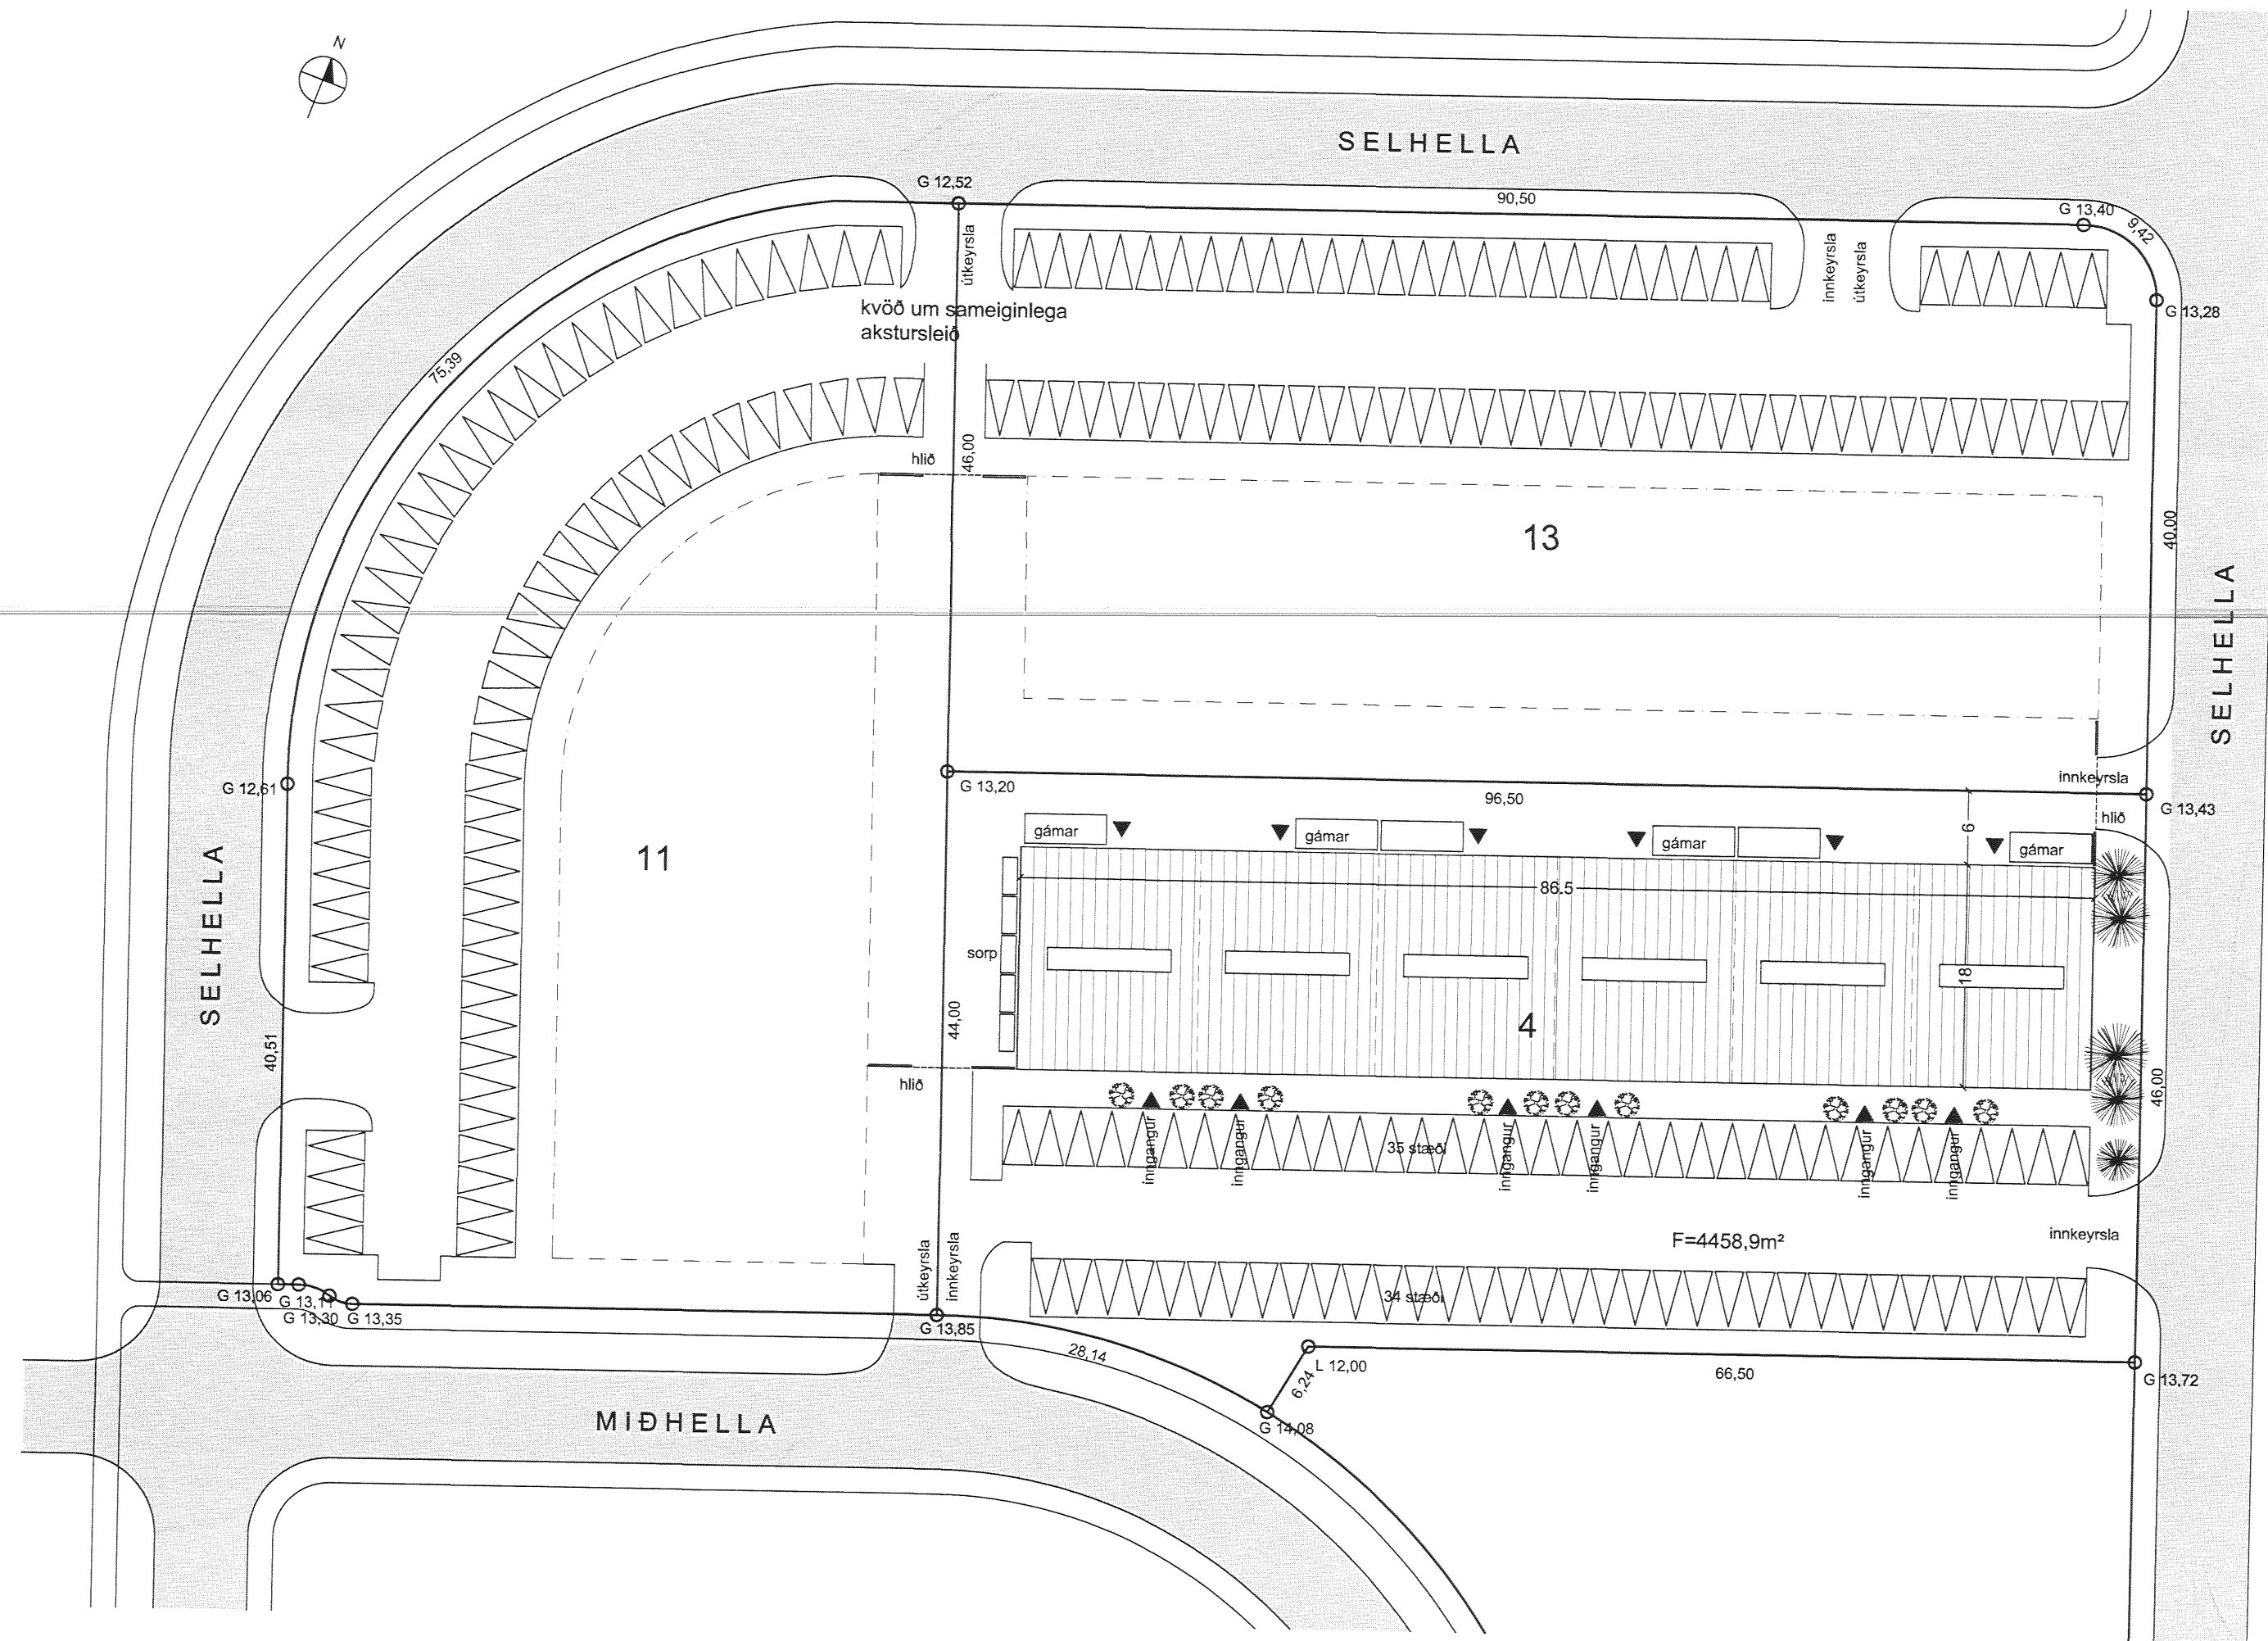 N
SELHELLA
G 12,52
90,50
G 13,40
9,42
G 13,28
útkeyrsla
innkeyrsla
útkeyrsla
kvöð um sameiginlega
akstursleið
75,39
46,00
hlið
13
40,00
SELHELLA
G 12,61
G 13,20
96,50
innkeyrsla
G 13,43
hlið
gámar
gámar
gámar
gámar
6
11
86.5
SELHELLA
sorp
18
44,00
4
40,51
hlið
46,00
35 stæði
inngangur
inngangur
inngangur
inngangur
inngangur
inngangur
F=4458,9m²
innkeyrsla
útkeyrsla
innkeyrsla
34 stæði
G 13,06
G 13,11
G 13,30
G 13,35
G 13,85
28,14
6,24
L 12,00
66,50
G 13,72
G 14,08
MIÐHELLA